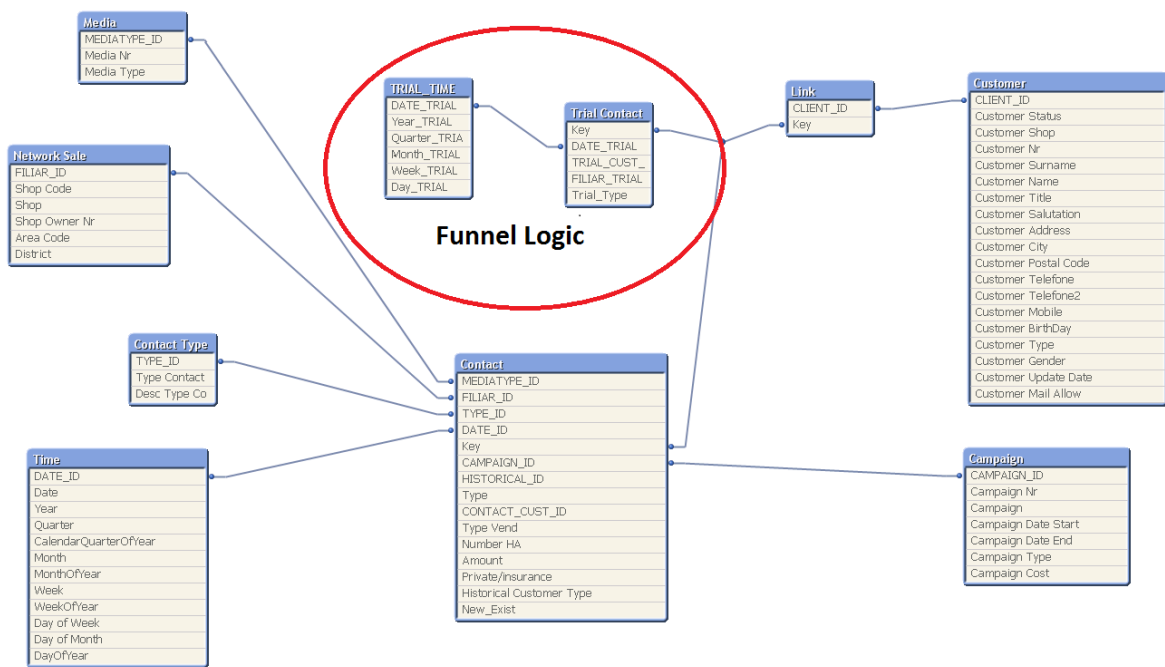 Media
MEDIATYPE_ID
Media Nr
Media Type
TRIAL_TIME
DATE_TRIAL
Year_TRIAL
Quarter_TRIA
Month_TRIAL
Week_TRIAL
Day_TRIAL
Trial Contact
Key
DATE_TRIAL
TRIAL_CUST_
FILIAR_TRIAL
Trial_Type
Funnel Logic
Link
CLIENT_ID
Key
Customer
CLIENT_ID
Customer Status
Customer Shop
Customer Nr
Customer Surname
Customer Name
Customer Title
Customer Salutation
Customer Address
Customer City
Customer Postal Code
Customer Telefone
Customer Telefone2
Customer Mobile
Customer BirthDay
Customer Type
Customer Gender
Customer Update Date
Customer Mail Allow
Network Sale
FILIAR_ID
Shop Code
Shop
Shop Owner Nr
Area Code
District
Contact Type
TYPE_ID
Type Contact
Desc Type Co
Contact
MEDIATYPE_ID
FILIAR_ID
TYPE_ID
DATE_ID
Key
CAMPAIGN_ID
HISTORICAL_ID
Type
CONTACT_CUST_ID
Type Vend
Number HA
Amount
Private/insurance
Historical Customer Type
New_Exist
Time
DATE_ID
Date
Year
Quarter
CalendarQuarterOfYear
Month
MonthOfYear
Week
WeekOfYear
Day of Week
Day of Month
DayOfYear
Campaign
CAMPAIGN_ID
Campaign Nr
Campaign
Campaign Date Start
Campaign Date End
Campaign Type
Campaign Cost